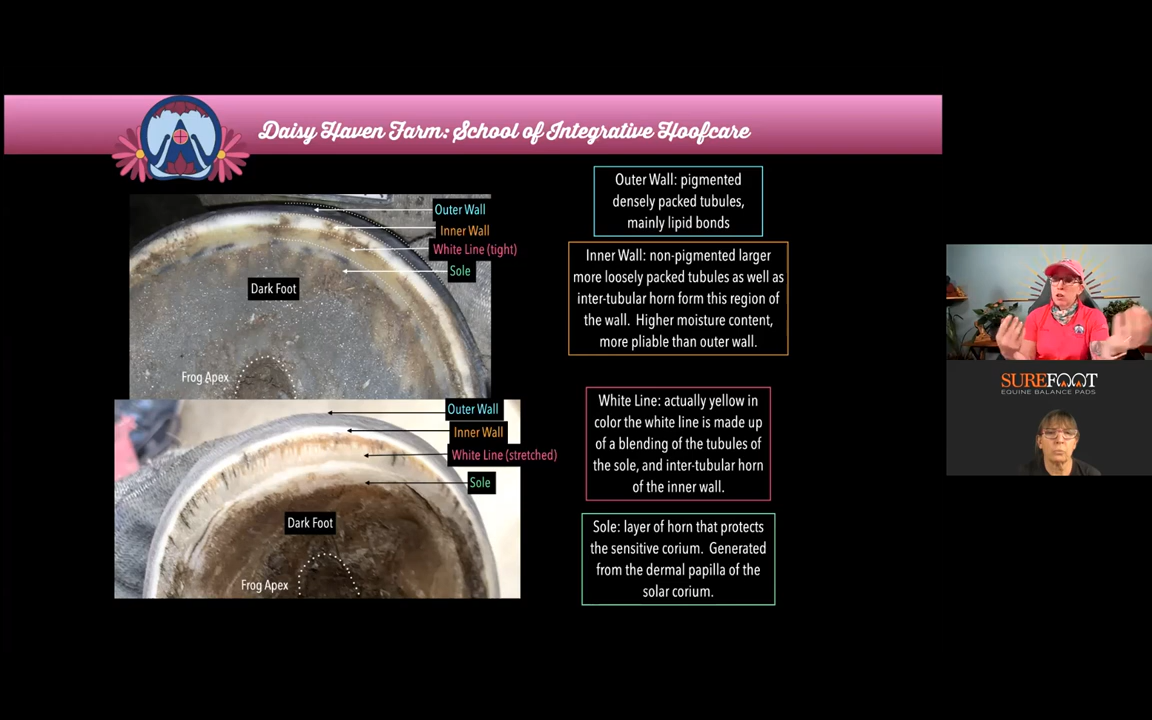 Daisy Haven Farm: School of Integrative Hoofcare
Outer Wall
Inner Wall
White Line (tight)
Sole
Dark Foot
Frog Apex
Outer Wall
Inner Wall
White Line (stretched)
Sole
Dark Foot
Frog Apex
Outer Wall: pigmented
densely packed tubules,
mainly lipid bonds
Inner Wall: non-pigmented larger
more loosely packed tubules as well as
inter-tubular horn form this region of
the wall. Higher moisture content,
more pliable than outer wall.
White Line: actually yellow in
color the white line is made up
of a blending of the tubules of
the sole, and inter-tubular horn
of the inner wall.
Sole: layer of horn that protects
the sensitive corium. Generated
from the dermal papilla of the
solar corium.
SUREFOOT
EQUINE BALANCE PADS